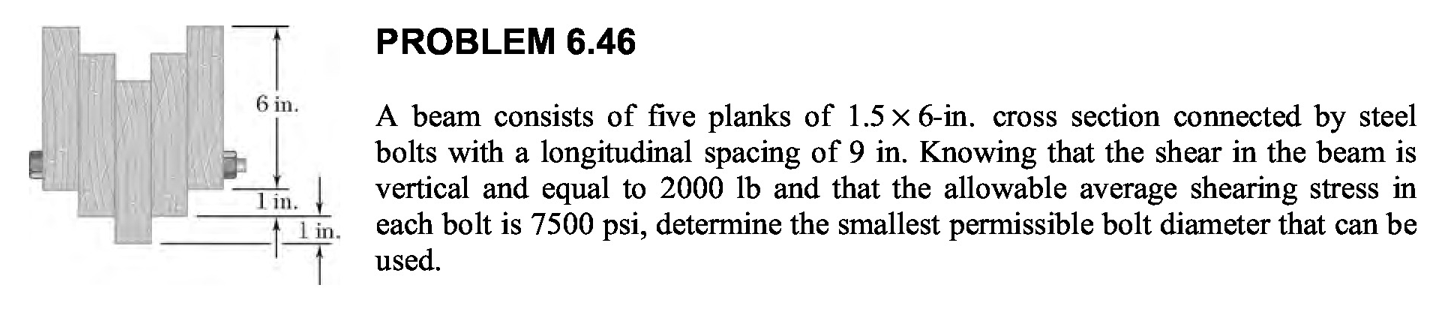 PROBLEM 6.46
6 in.
A beam consists of five planks of 1.5 × 6-in. cross section connected by steel
bolts with a longitudinal spacing of 9 in. Knowing that the shear in the beam is
vertical and equal to 2000 lb and that the allowable average shearing stress in
1 in.
each bolt is 7500 psi, determine the smallest permissible bolt diameter that can be
1 in.
used.